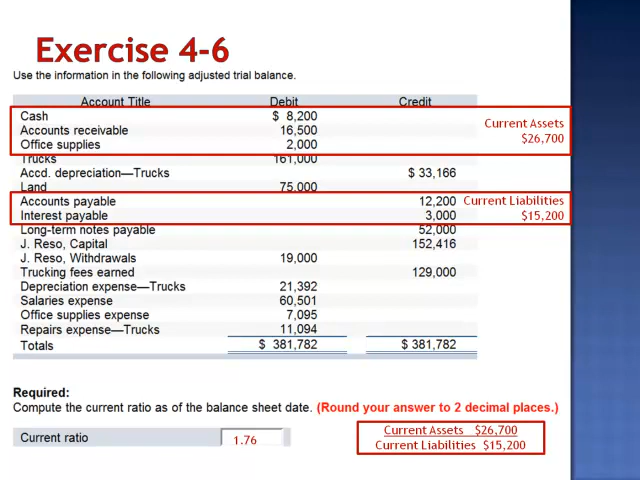 Exercise 4-6
Use the information in the following adjusted trial balance.
Account Title Debit Credit
Cash $ 8,200
Accounts receivable 16,500
Office supplies 2,000
Current Assets
$26,700
Trucks 161,000
Accd. depreciation—Trucks $ 33,166
Land 75,000
Accounts payable 12,200 Current Liabilities
Interest payable 3,000 $15,200
Long-term notes payable 52,000
J. Reso, Capital 152,416
J. Reso, Withdrawals 19,000
Trucking fees earned 129,000
Depreciation expense—Trucks 21,392
Salaries expense 60,501
Office supplies expense 7,095
Repairs expense—Trucks 11,094
Totals $ 381,782 $ 381,782
Required:
Compute the current ratio as of the balance sheet date. (Round your answer to 2 decimal places.)
Current ratio 1.76
Current Assets $26,700
Current Liabilities $15,200